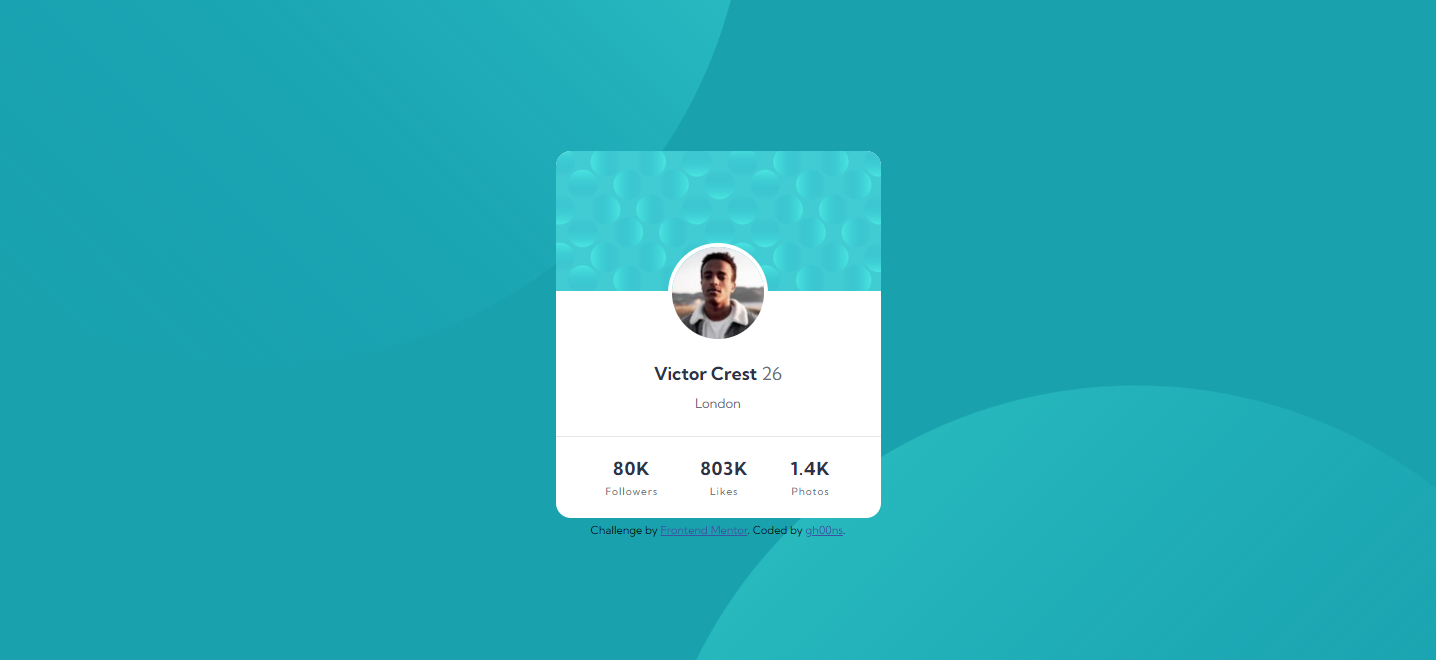 Victor Crest 26
London
80K 803K 1.4K
Followers Likes Photos
Challenge by Frontend Mentor. Coded by gh00ns.